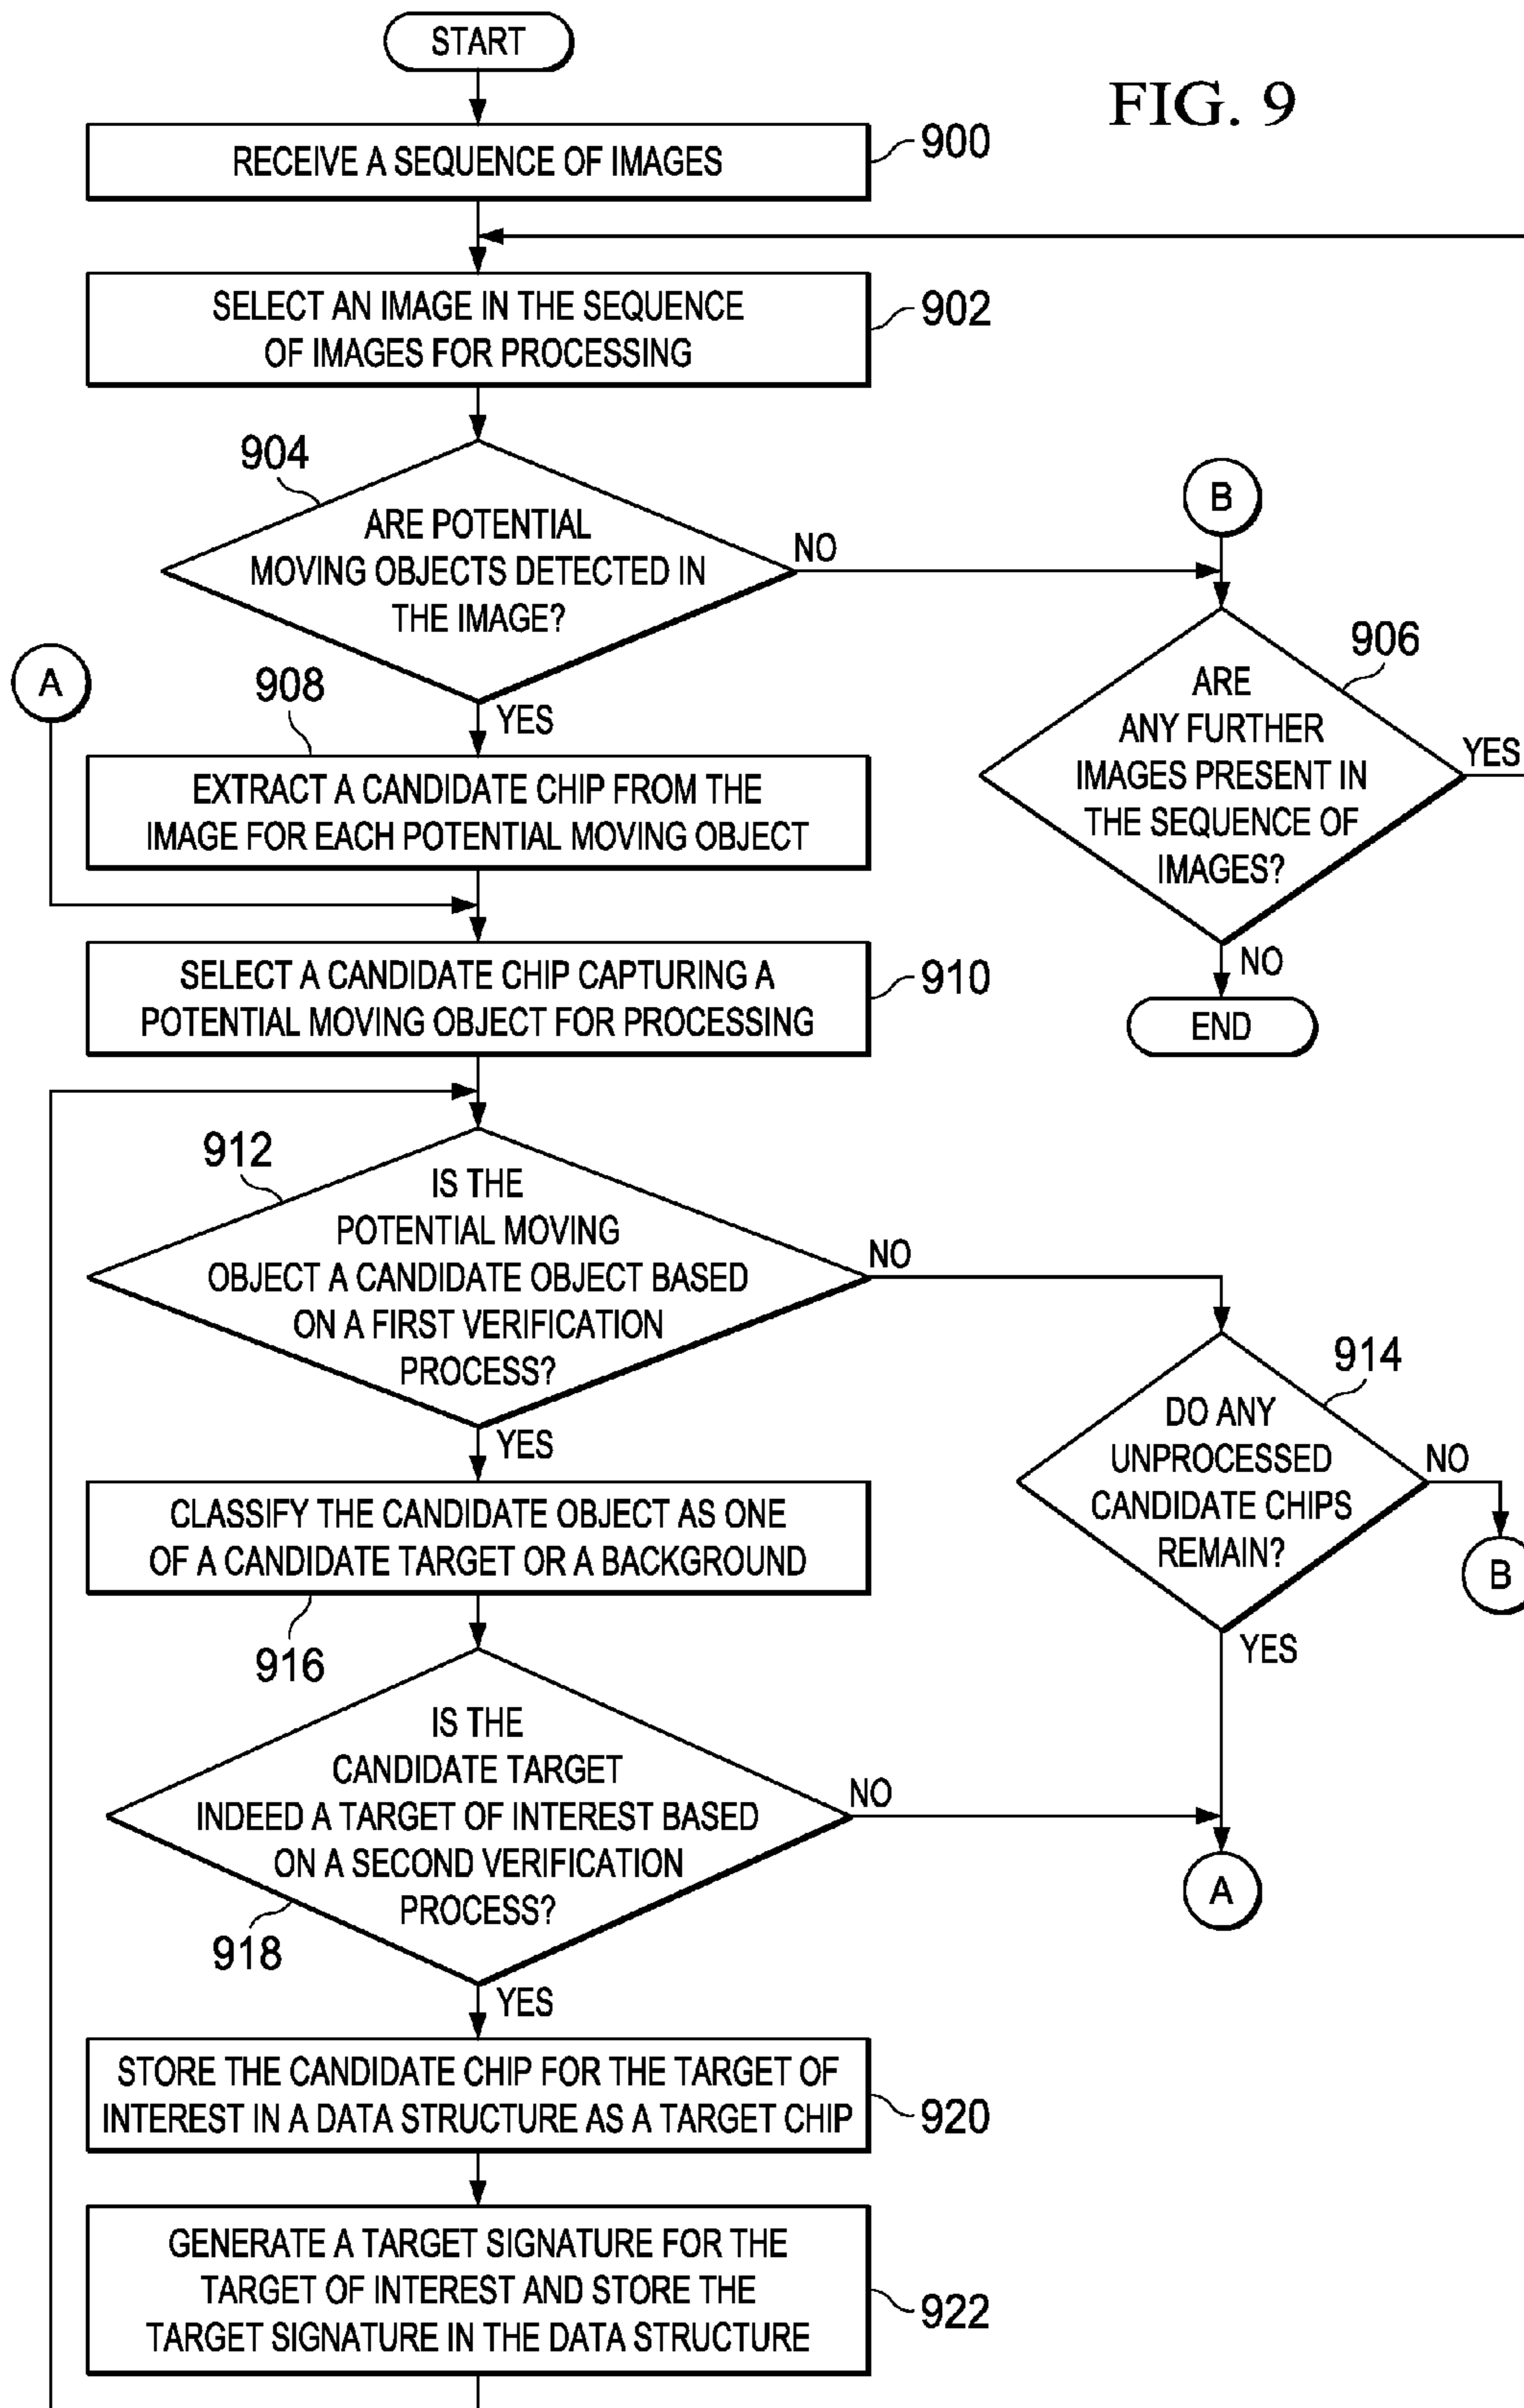 START
FIG. 9
RECEIVE A SEQUENCE OF IMAGES
900
SELECT AN IMAGE IN THE SEQUENCE
OF IMAGES FOR PROCESSING
902
904
ARE POTENTIAL
MOVING OBJECTS DETECTED IN
THE IMAGE?
NO
YES
B
906
ARE
ANY FURTHER
IMAGES PRESENT IN
THE SEQUENCE OF
IMAGES?
YES
NO
END
A
908
EXTRACT A CANDIDATE CHIP FROM THE
IMAGE FOR EACH POTENTIAL MOVING OBJECT
SELECT A CANDIDATE CHIP CAPTURING A
POTENTIAL MOVING OBJECT FOR PROCESSING
910
912
IS THE
POTENTIAL MOVING
OBJECT A CANDIDATE OBJECT BASED
ON A FIRST VERIFICATION
PROCESS?
NO
YES
914
DO ANY
UNPROCESSED
CANDIDATE CHIPS
REMAIN?
NO
B
YES
CLASSIFY THE CANDIDATE OBJECT AS ONE
OF A CANDIDATE TARGET OR A BACKGROUND
916
IS THE
CANDIDATE TARGET
INDEED A TARGET OF INTEREST BASED
ON A SECOND VERIFICATION
PROCESS?
918
NO
A
YES
STORE THE CANDIDATE CHIP FOR THE TARGET OF
INTEREST IN A DATA STRUCTURE AS A TARGET CHIP
920
GENERATE A TARGET SIGNATURE FOR THE
TARGET OF INTEREST AND STORE THE
TARGET SIGNATURE IN THE DATA STRUCTURE
922